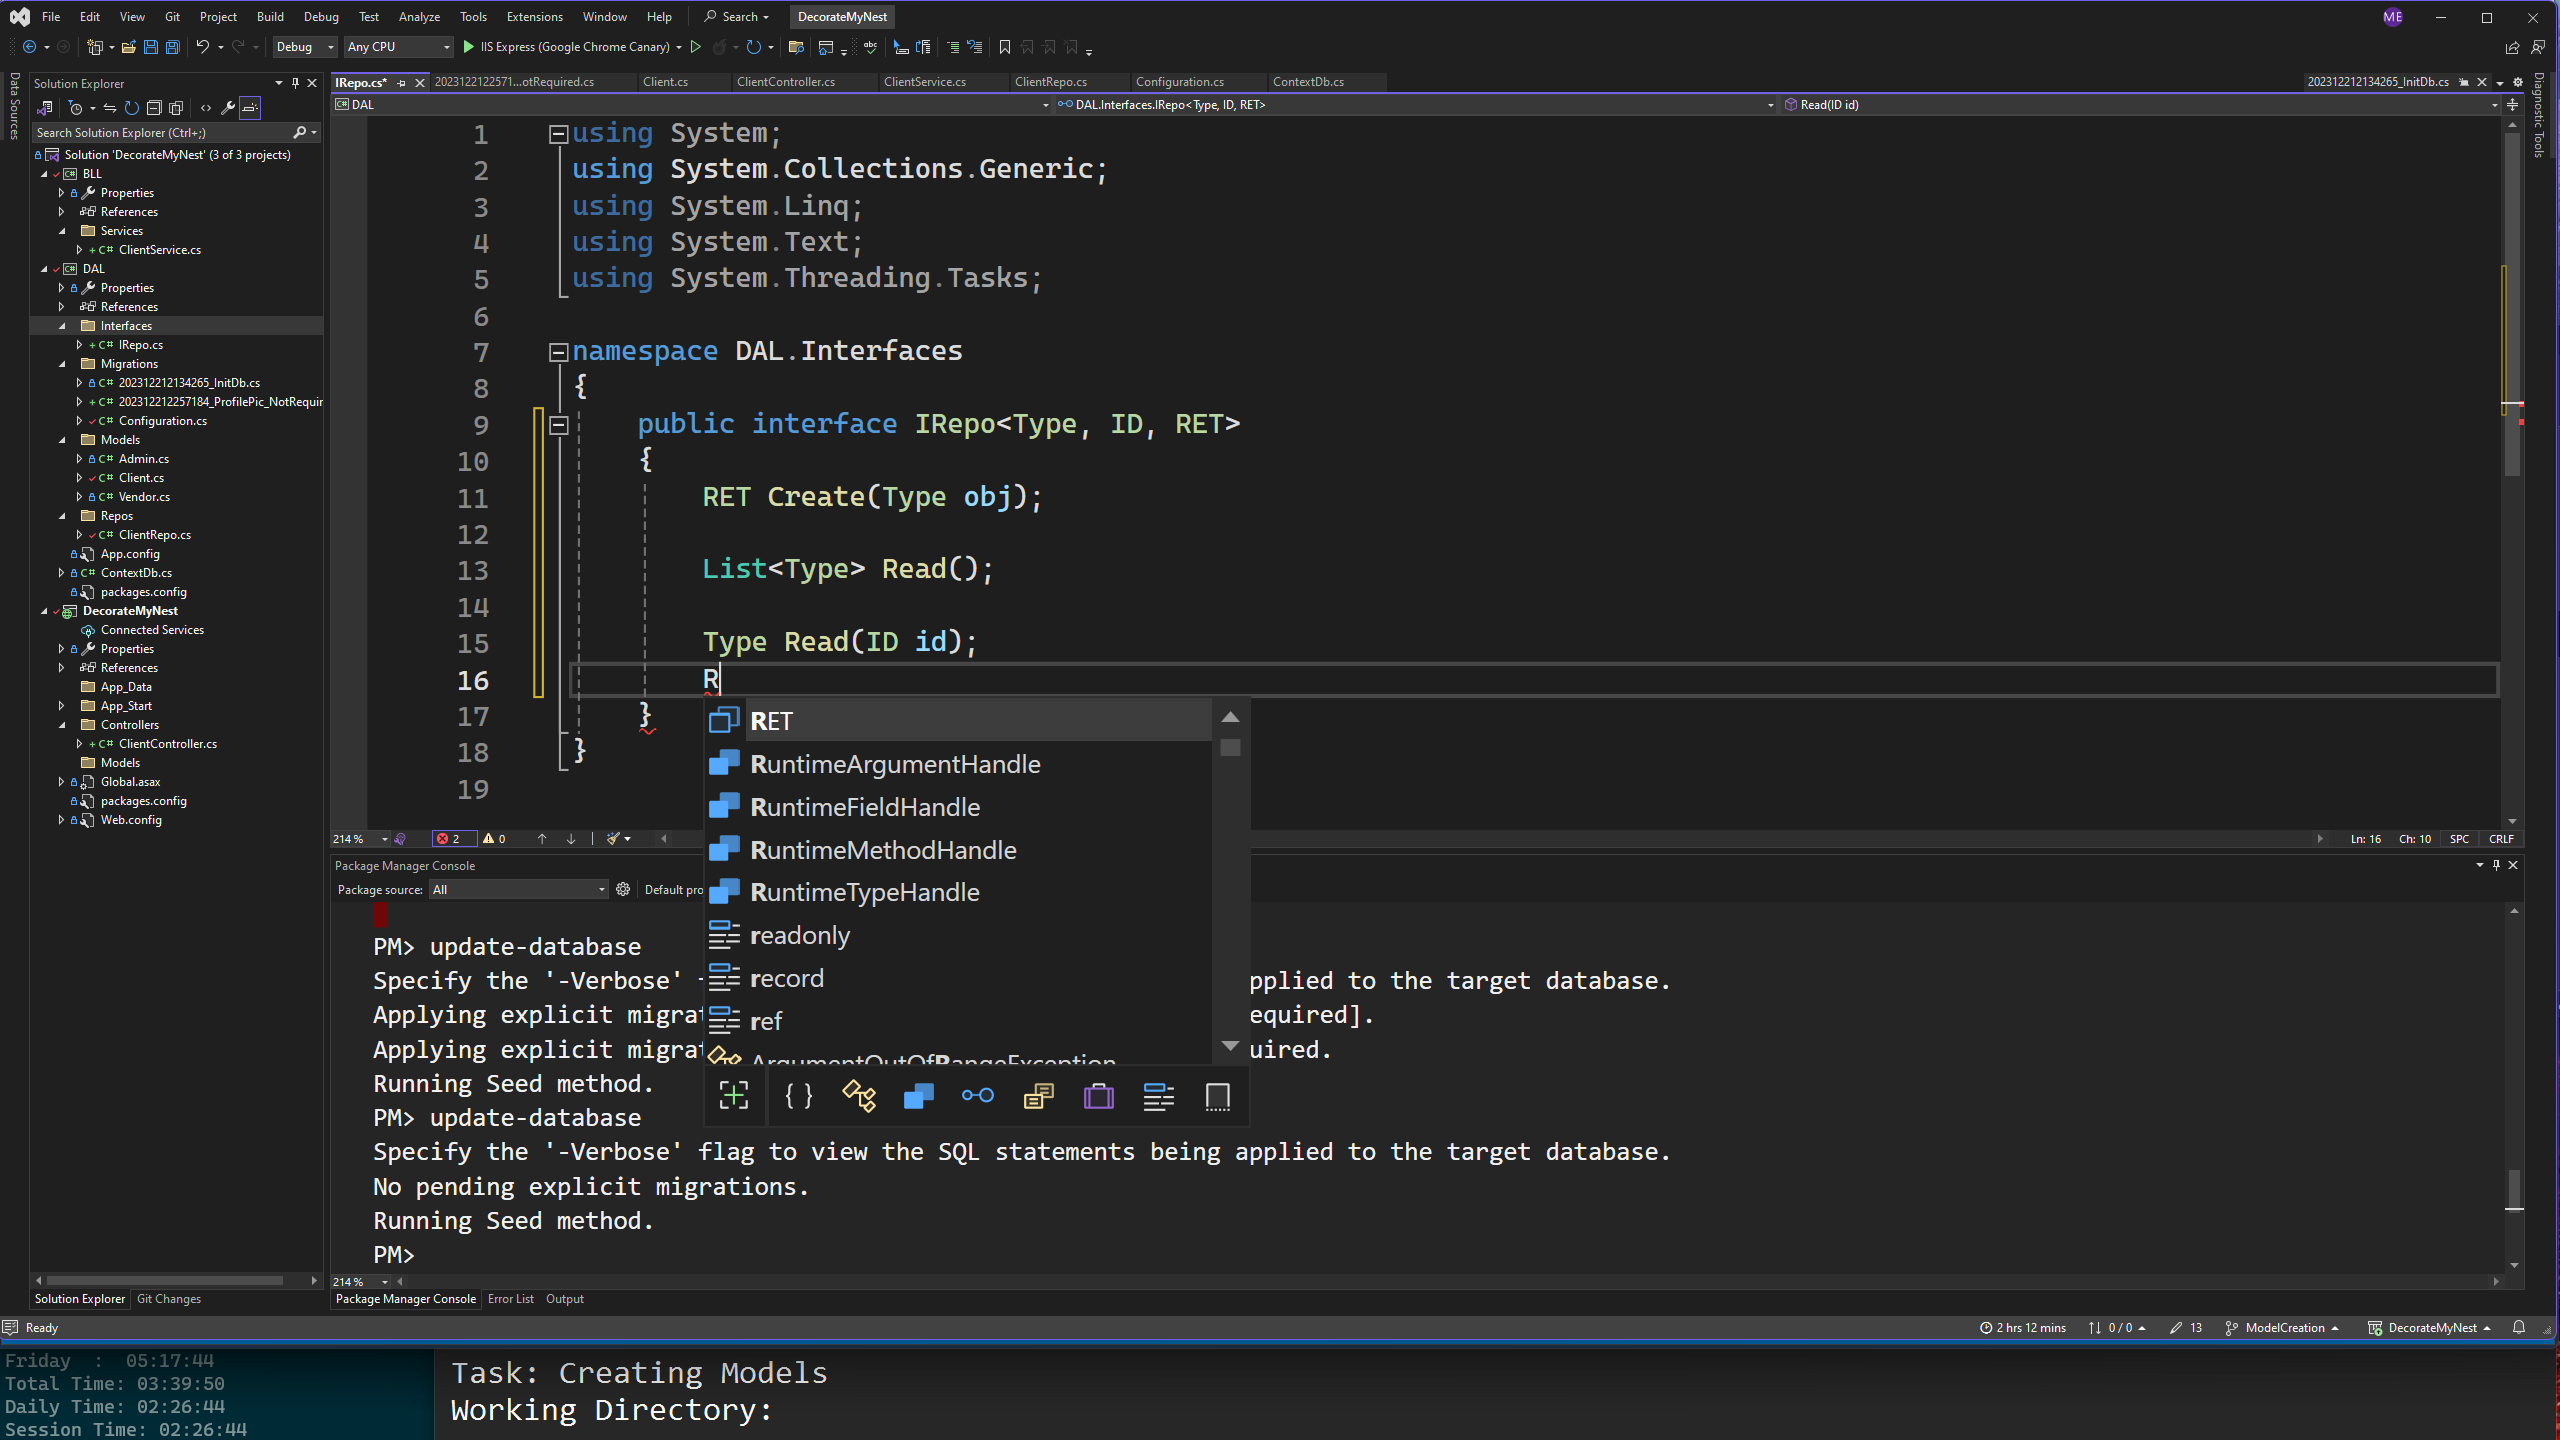 File Edit View Git Project Build Debug Test Analyze Tools Extensions Window Help Search DecorateMyNest ME
Debug Any CPU IIS Express (Google Chrome Canary)
Data Sources
Solution Explorer
Search Solution Explorer (Ctrl+;)
Solution 'DecorateMyNest' (3 of 3 projects)
BLL
Properties
References
Services
C# ClientService.cs
DAL
Properties
References
Interfaces
C# IRepo.cs
Migrations
C# 202312212134265_InitDb.cs
C# 202312212257184_ProfilePic_NotRequir
C# Configuration.cs
Models
C# Admin.cs
C# Client.cs
C# Vendor.cs
Repos
C# ClientRepo.cs
App.config
C# ContextDb.cs
packages.config
DecorateMyNest
Connected Services
Properties
References
App_Data
App_Start
Controllers
C# ClientController.cs
Models
Global.asax
packages.config
Web.config
Solution Explorer Git Changes
IRepo.cs* 2023122122571...otRequired.cs Client.cs ClientController.cs ClientService.cs ClientRepo.cs Configuration.cs ContextDb.cs 202312212134265_InitDb.cs
DAL DAL.Interfaces.IRepo<Type, ID, RET> Read(ID id)
1 using System;
2 using System.Collections.Generic;
3 using System.Linq;
4 using System.Text;
5 using System.Threading.Tasks;
6
7 namespace DAL.Interfaces
8 {
9 public interface IRepo<Type, ID, RET>
10 {
11 RET Create(Type obj);
12
13 List<Type> Read();
14
15 Type Read(ID id);
16 R
17 }
18 }
19
RET
RuntimeArgumentHandle
RuntimeFieldHandle
RuntimeMethodHandle
RuntimeTypeHandle
readonly
record
ref
ArgumentOutOfRangeException
214 % 2 0 Ln: 16 Ch: 10 SPC CRLF
Diagnostic Tools
Package Manager Console
Package source: All Default pro
PM> update-database
Specify the '-Verbose' pplied to the target database.
Applying explicit migrat equired].
Applying explicit migrat uired.
Running Seed method.
PM> update-database
Specify the '-Verbose' flag to view the SQL statements being applied to the target database.
No pending explicit migrations.
Running Seed method.
PM>
214 %
Package Manager Console Error List Output
Ready 2 hrs 12 mins 0 / 0 13 ModelCreation DecorateMyNest
Friday : 05:17:44
Total Time: 03:39:50
Daily Time: 02:26:44
Session Time: 02:26:44
Task: Creating Models
Working Directory: